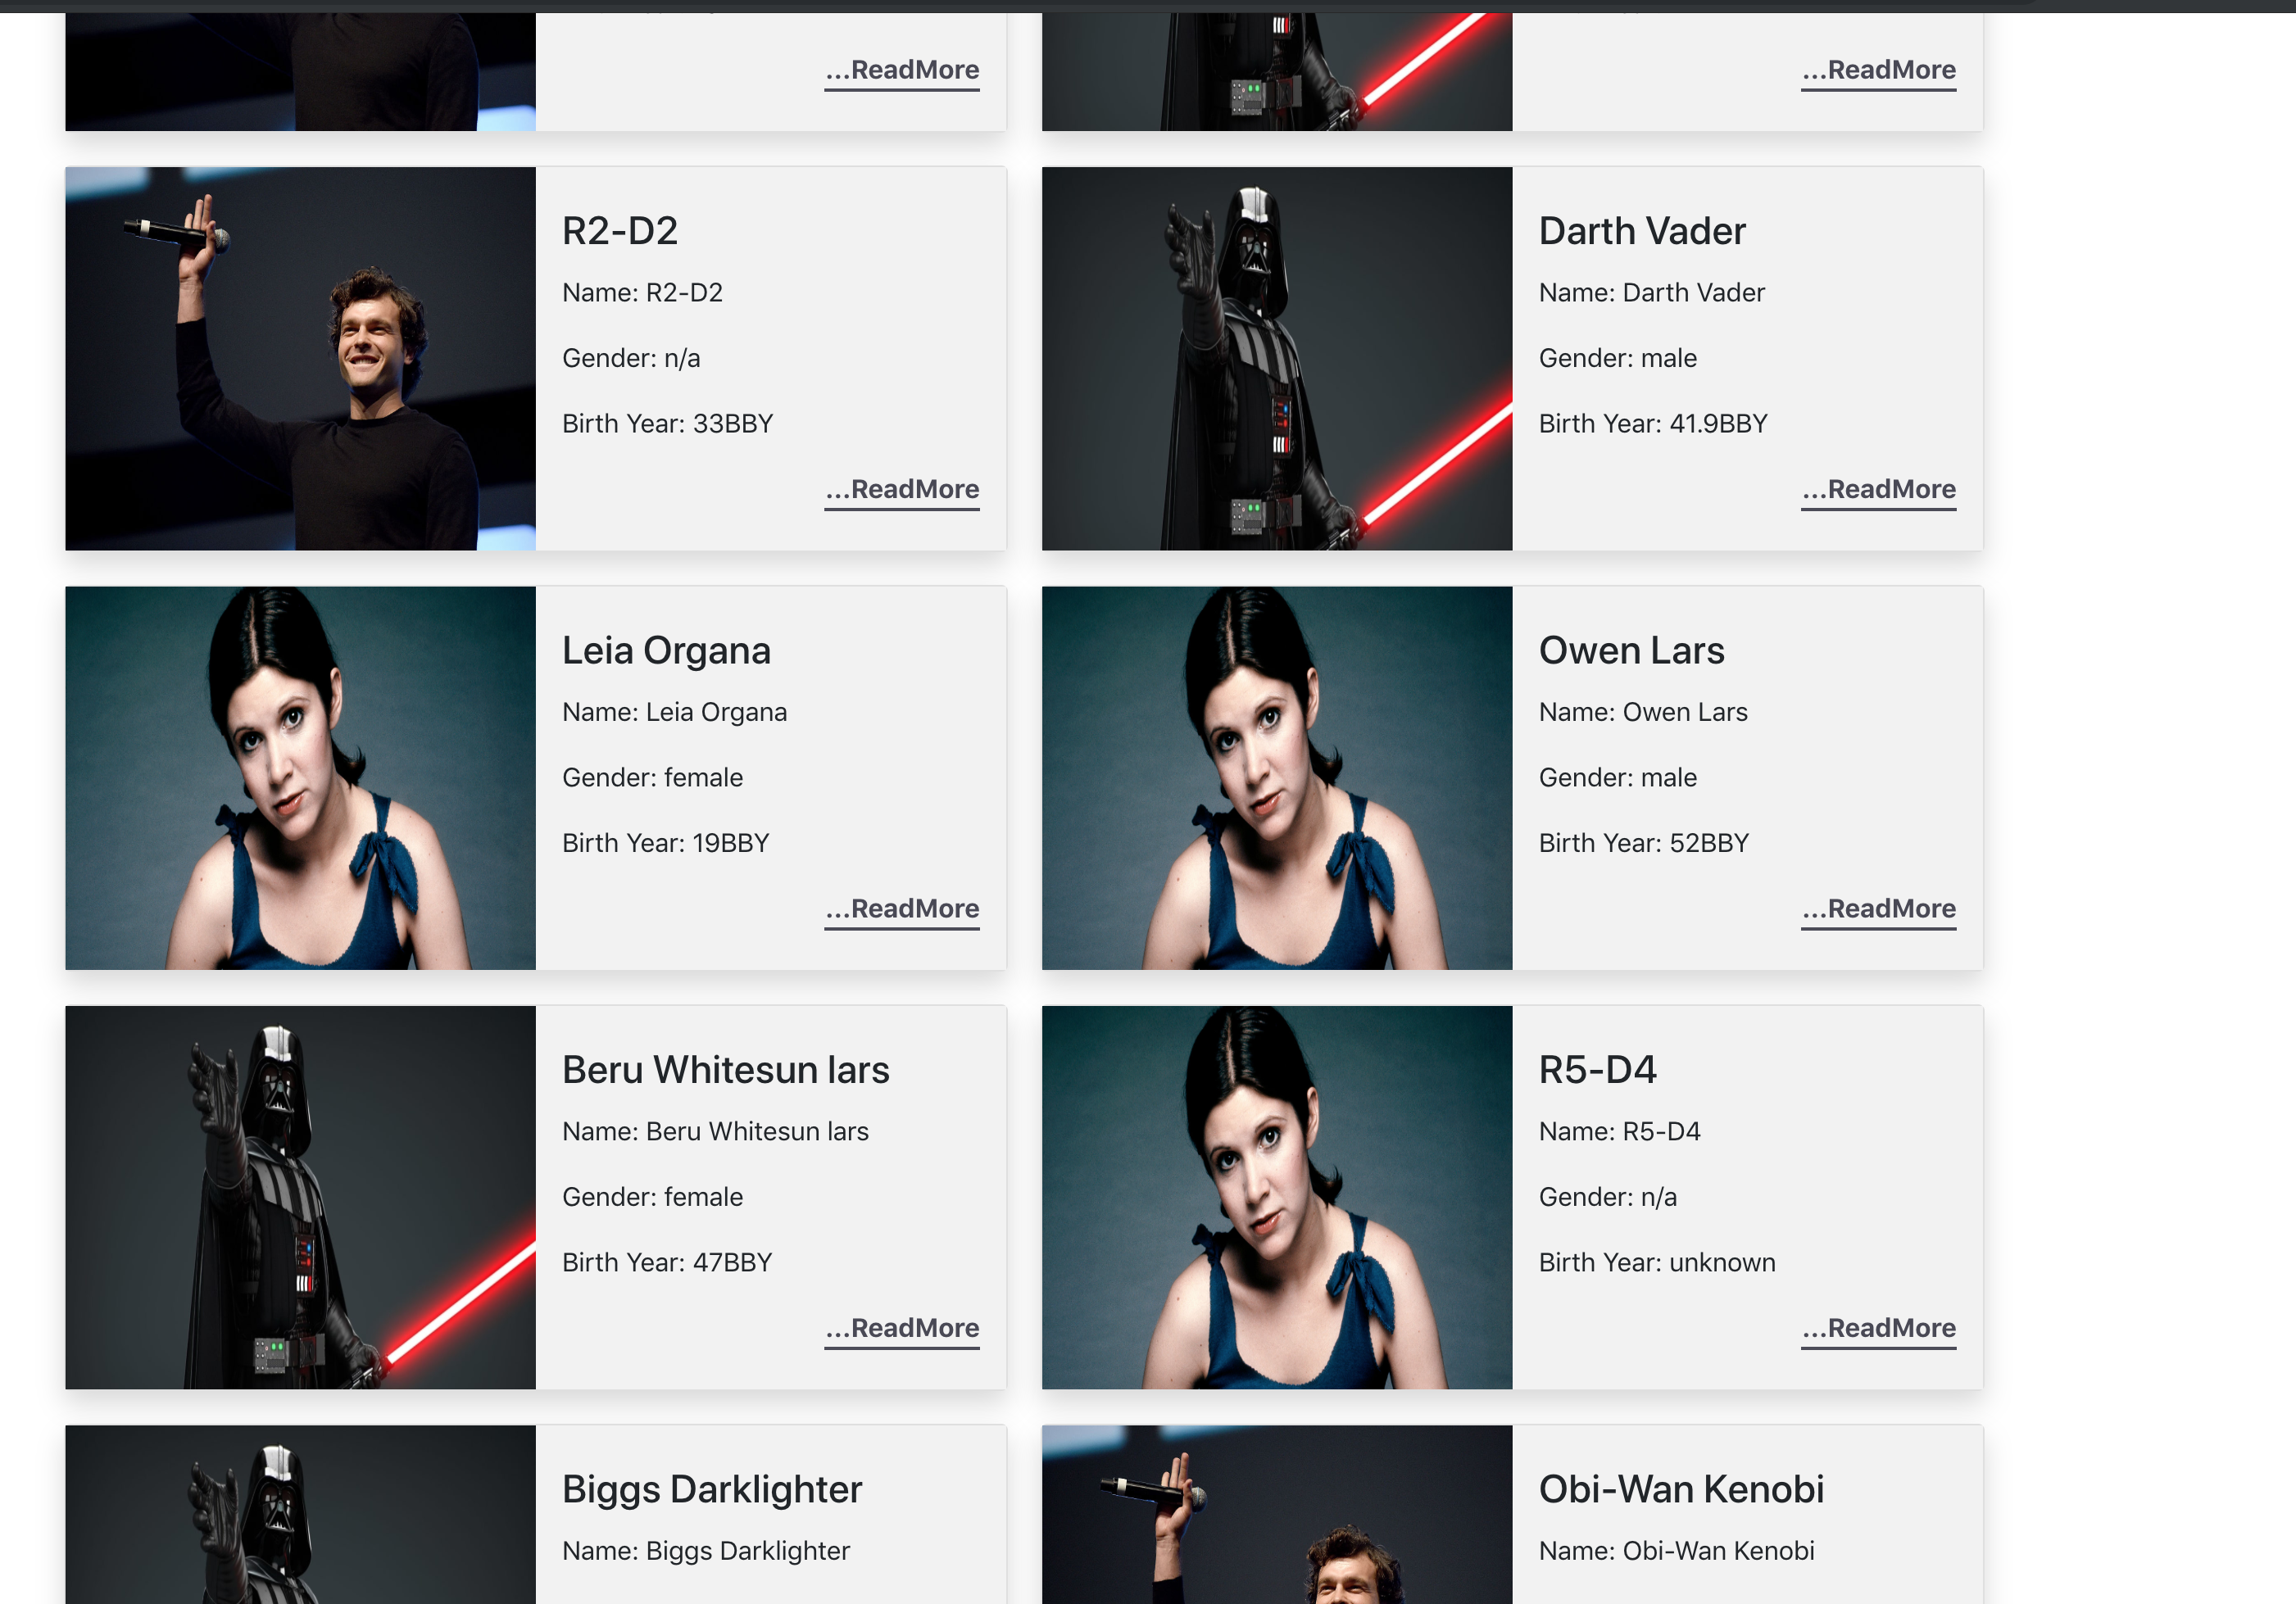 ...ReadMore
...ReadMore
R2-D2
Name: R2-D2
Gender: n/a
Birth Year: 33BBY
...ReadMore
Darth Vader
Name: Darth Vader
Gender: male
Birth Year: 41.9BBY
...ReadMore
Leia Organa
Name: Leia Organa
Gender: female
Birth Year: 19BBY
...ReadMore
Owen Lars
Name: Owen Lars
Gender: male
Birth Year: 52BBY
...ReadMore
Beru Whitesun lars
Name: Beru Whitesun lars
Gender: female
Birth Year: 47BBY
...ReadMore
R5-D4
Name: R5-D4
Gender: n/a
Birth Year: unknown
...ReadMore
Biggs Darklighter
Name: Biggs Darklighter
Obi-Wan Kenobi
Name: Obi-Wan Kenobi